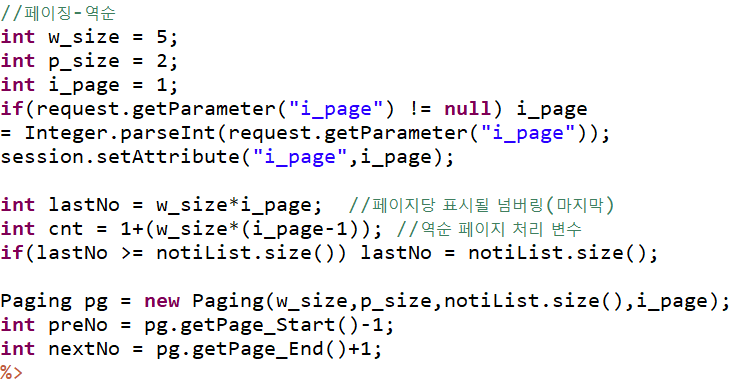 //페이징-역순
int w_size = 5;
int p_size = 2;
int i_page = 1;
if(request.getParameter("i_page") != null) i_page
= Integer.parseInt(request.getParameter("i_page"));
session.setAttribute("i_page",i_page);
int lastNo = w_size*i_page;  //페이지당 표시될 넘버링(마지막)
int cnt = 1+(w_size*(i_page-1)); //역순 페이지 처리 변수
if(lastNo >= notiList.size()) lastNo = notiList.size();
Paging pg = new Paging(w_size,p_size,notiList.size(),i_page);
int preNo = pg.getPage_Start()-1;
int nextNo = pg.getPage_End()+1;
%>